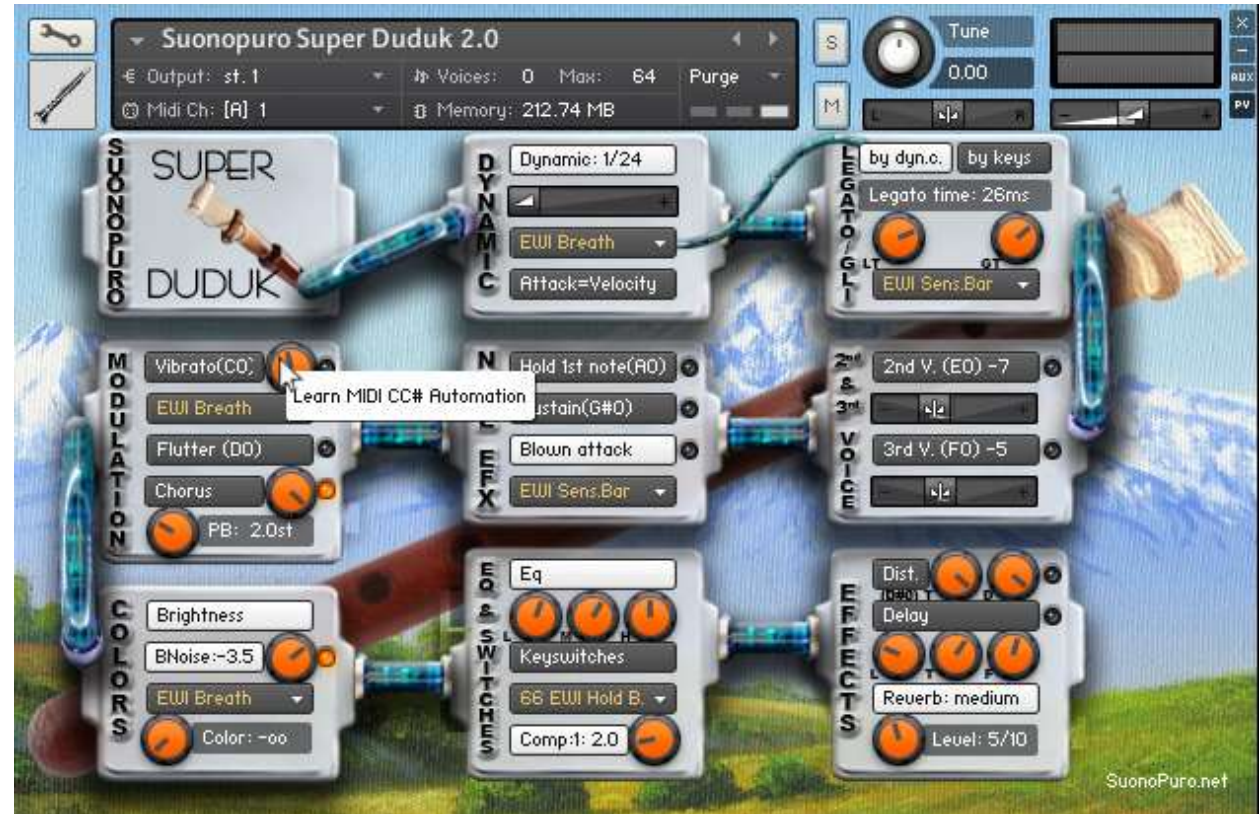 Suonopuro Super Duduk 2.0
Output: st. 1
Voices: 0 Max: 64 Purge
Midi Ch: [A] 1
Memory: 212.74 MB
S
M
Tune
0.00
L R
- +
X
-
AUX
PV
SUONOPURO
SUPER
DUDUK
DYNAMIC
Dynamic: 1/24
+
EWI Breath
Attack=Velocity
LEGATO/GLI
by dyn.c. by keys
Legato time: 26ms
LT GT
EWI Sens.Bar
MODULATION
Vibrato(C0)
Learn MIDI CC# Automation
EWI Breath
Flutter (D0)
Chorus
PB: 2.0st
EFX
Hold 1st note(A0)
ustain(G#0)
Blown attack
EWI Sens.Bar
2nd & 3rd VOICE
2nd V. (E0) -7
- +
3rd V. (F0) -5
- +
COLORS
Brightness
BNoise:-3.5
EWI Breath
Color: -oo
EQ & SWITCHES
Eq
L M H
Keyswitches
66 EWI Hold B.
Comp:1: 2.0
EFFECTS
Dist.
(D#0) T D
Delay
L T F
Reverb: medium
Level: 5/10
SuonoPuro.net